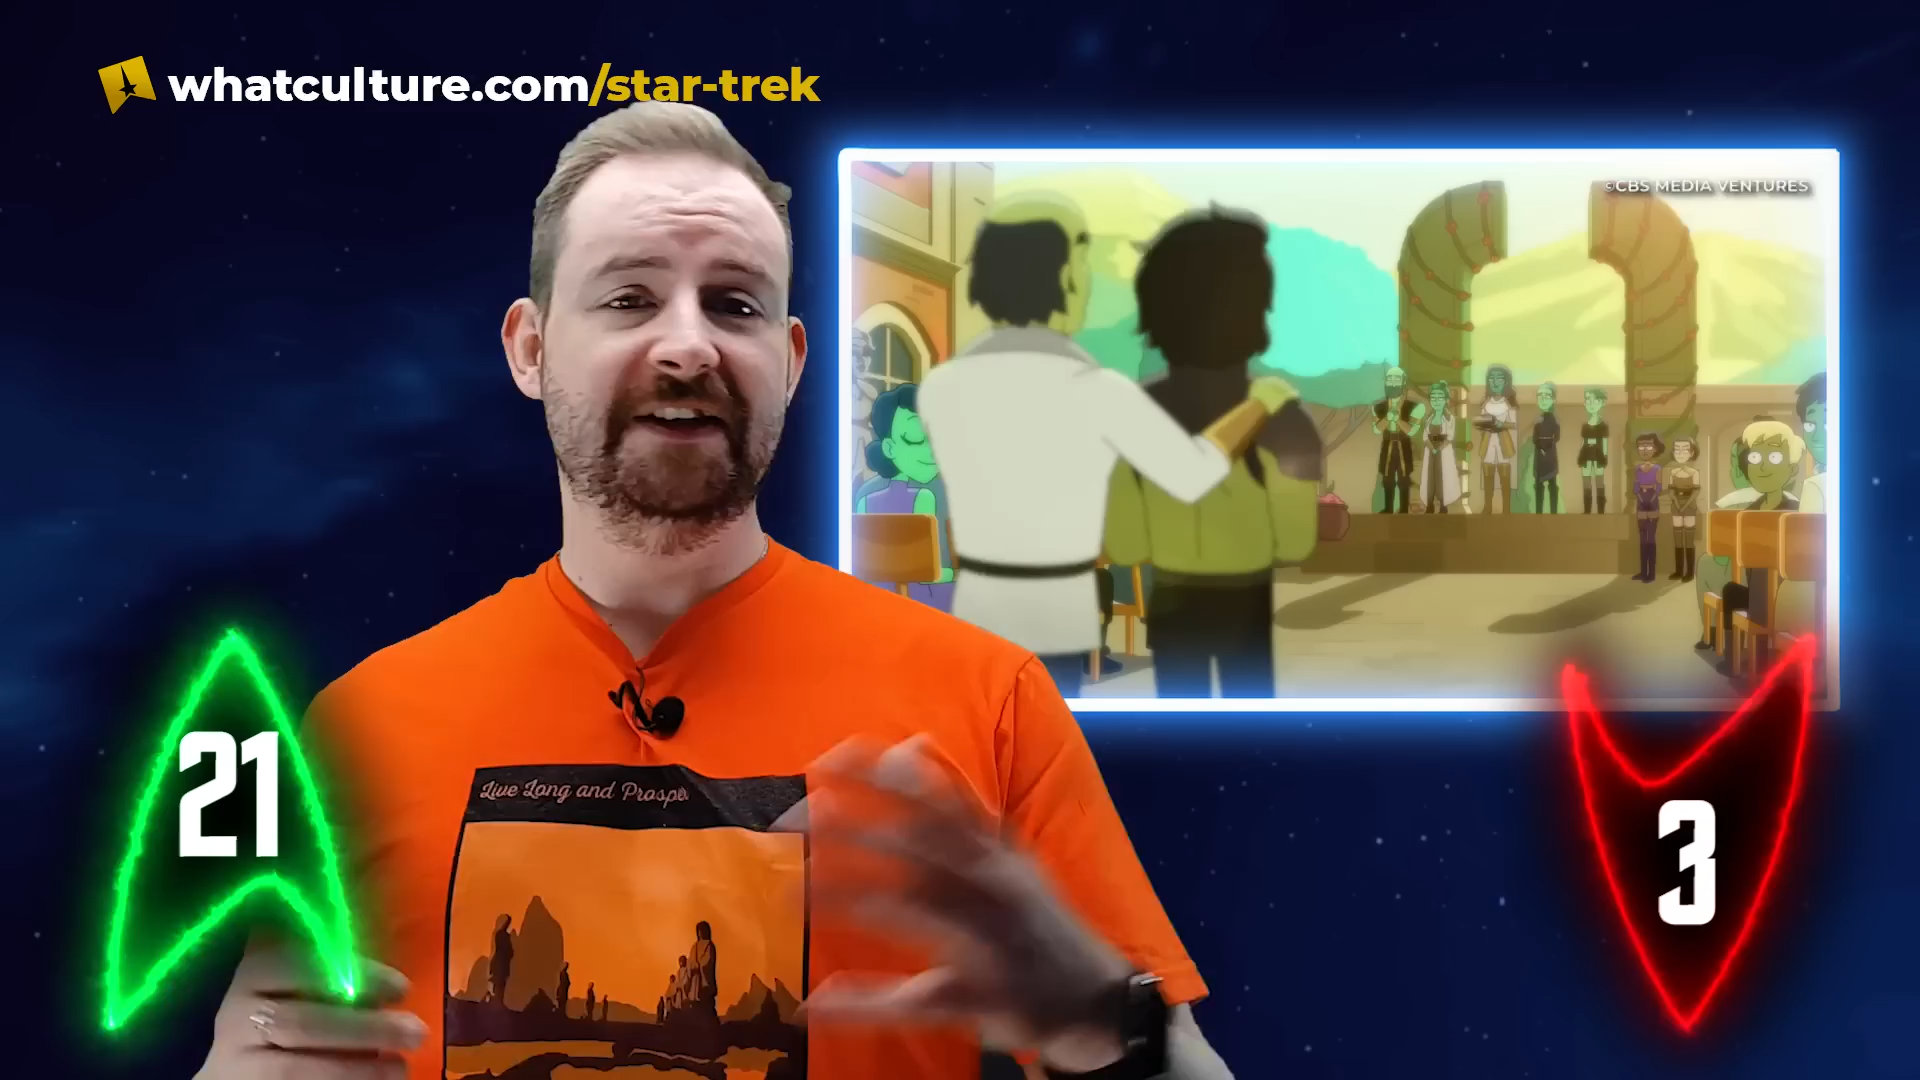 whatculture.com/star-trek
©CBS MEDIA VENTURES
21
Live Long and Prosper
3